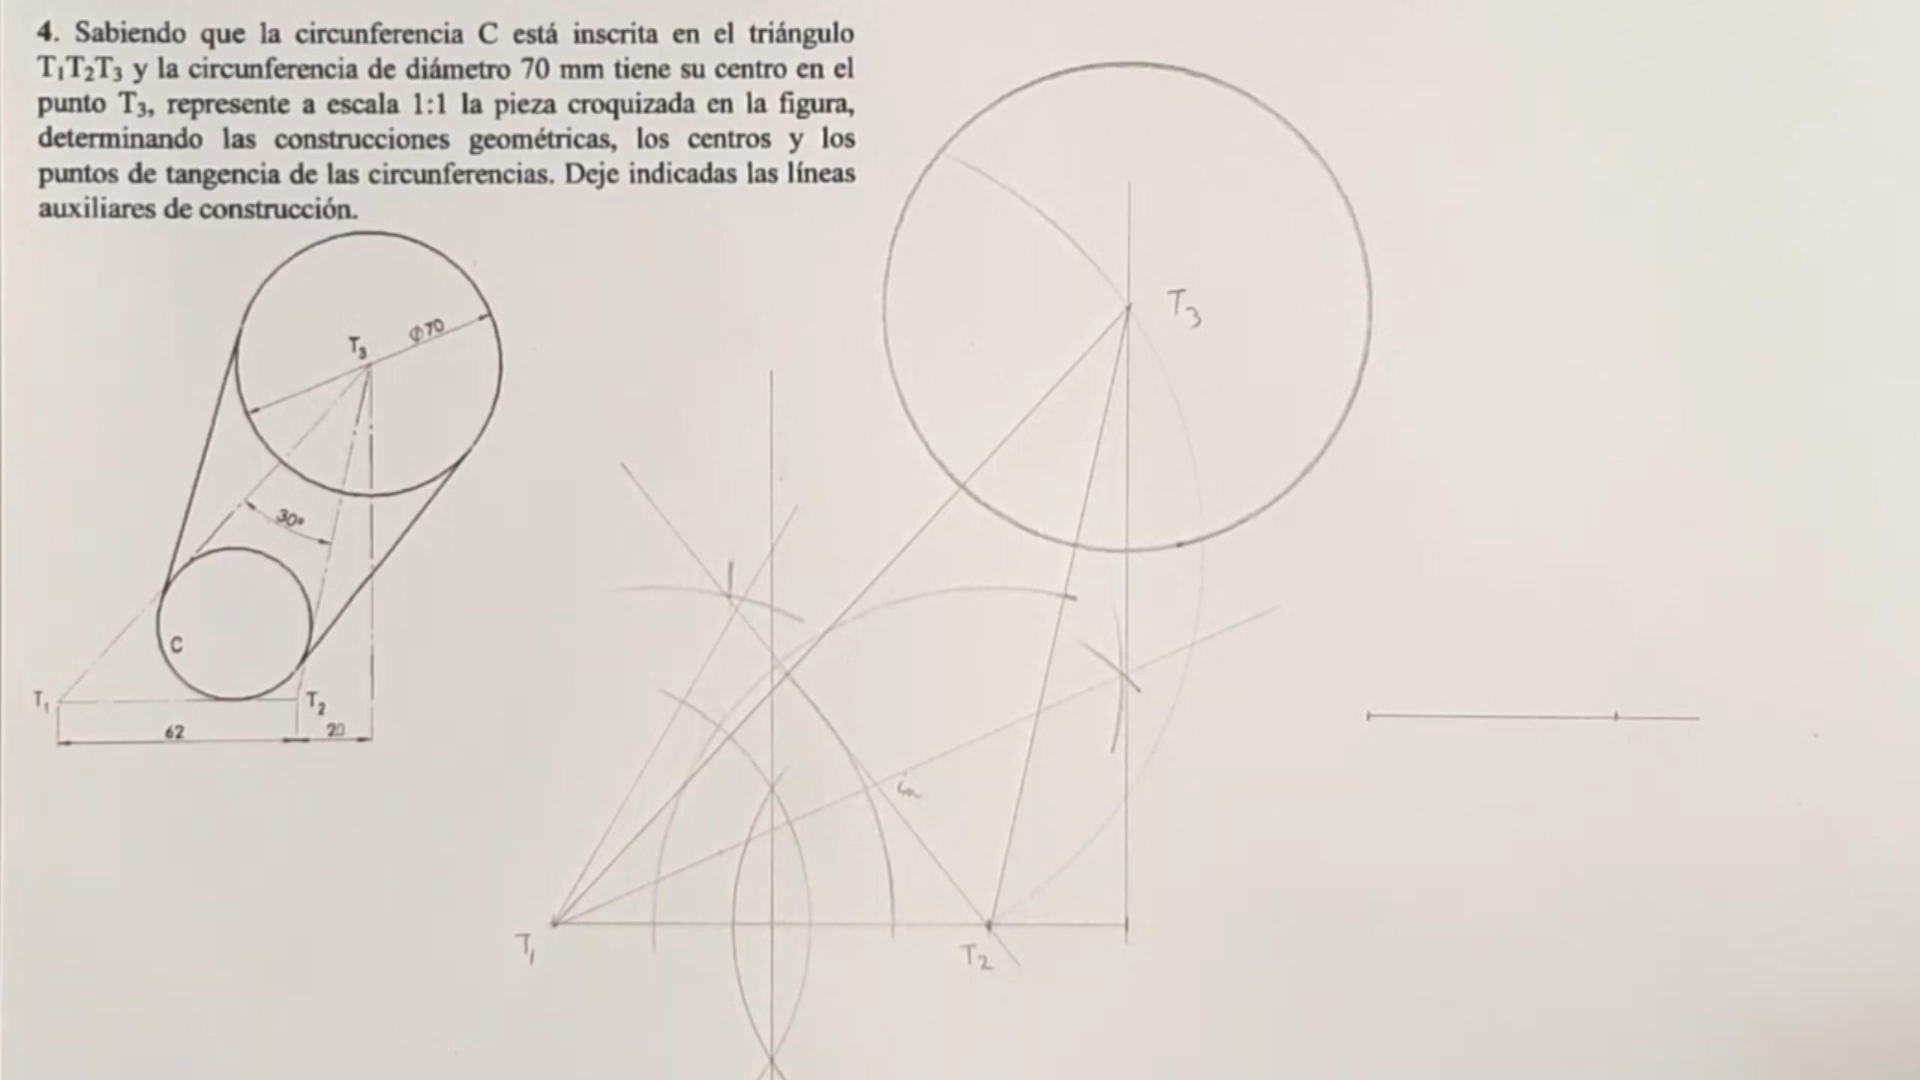 4. Sabiendo que la circunferencia C está inscrita en el triángulo
T₁T₂T₃ y la circunferencia de diámetro 70 mm tiene su centro en el
punto T₃, represente a escala 1:1 la pieza croquizada en la figura,
determinando las construcciones geométricas, los centros y los
puntos de tangencia de las circunferencias. Deje indicadas las líneas
auxiliares de construcción.
T₃
Φ70
30º
C
T₁
T₂
62
20
T₃
T₁
T₂